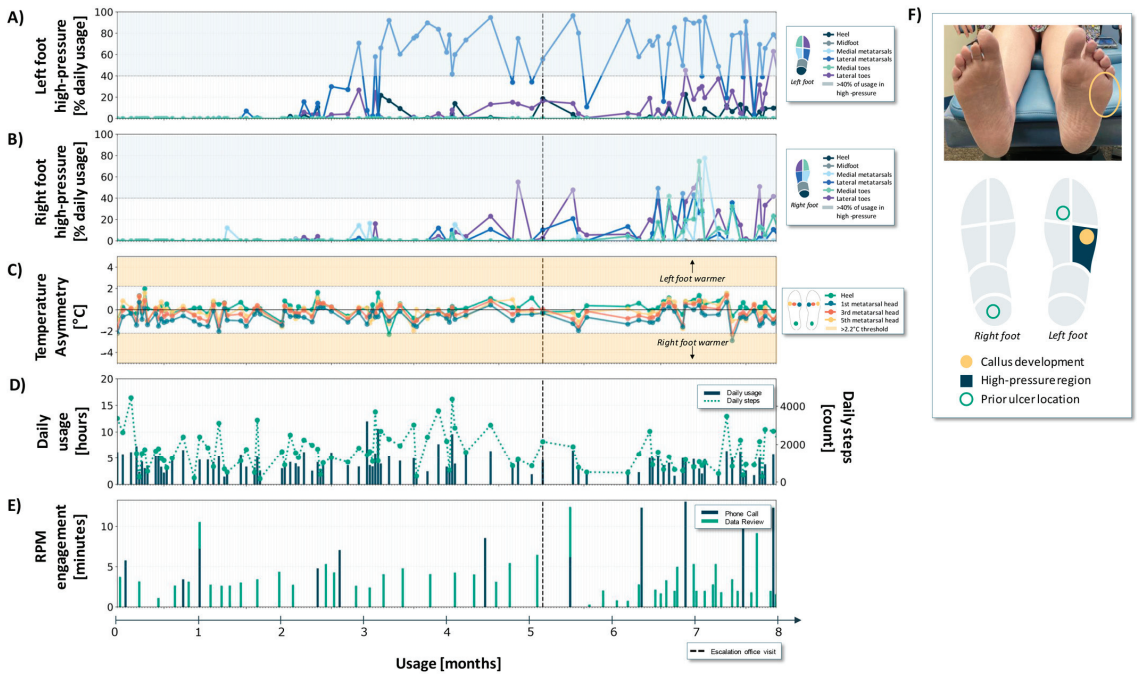 A)
Left foot
high-pressure
[% daily usage]
100
80
60
40
20
0
Heel
Midfoot
Medial metatarsals
Lateral metatarsals
Medial toes
Lateral toes
>40% of usage in
high-pressure
Left foot
B)
Right foot
high-pressure
[% daily usage]
100
80
60
40
20
0
Heel
Midfoot
Medial metatarsals
Lateral metatarsals
Medial toes
Lateral toes
>40% of usage in
high-pressure
Right foot
C)
Temperature
Asymmetry
[°C]
4
2
0
−2
−4
Left foot warmer
Right foot warmer
Heel
1st metatarsal head
3rd metatarsal head
5th metatarsal head
>2.2°C threshold
D)
Daily
usage
[hours]
20
15
10
5
0
Daily usage
Daily steps
4000
2000
0
Daily steps
[count]
E)
RPM
engagement
[minutes]
10
5
0
Phone Call
Data Review
0 1 2 3 4 5 6 7 8
Usage [months]
Escalation office visit
F)
Right foot Left foot
Callus development
High-pressure region
Prior ulcer location